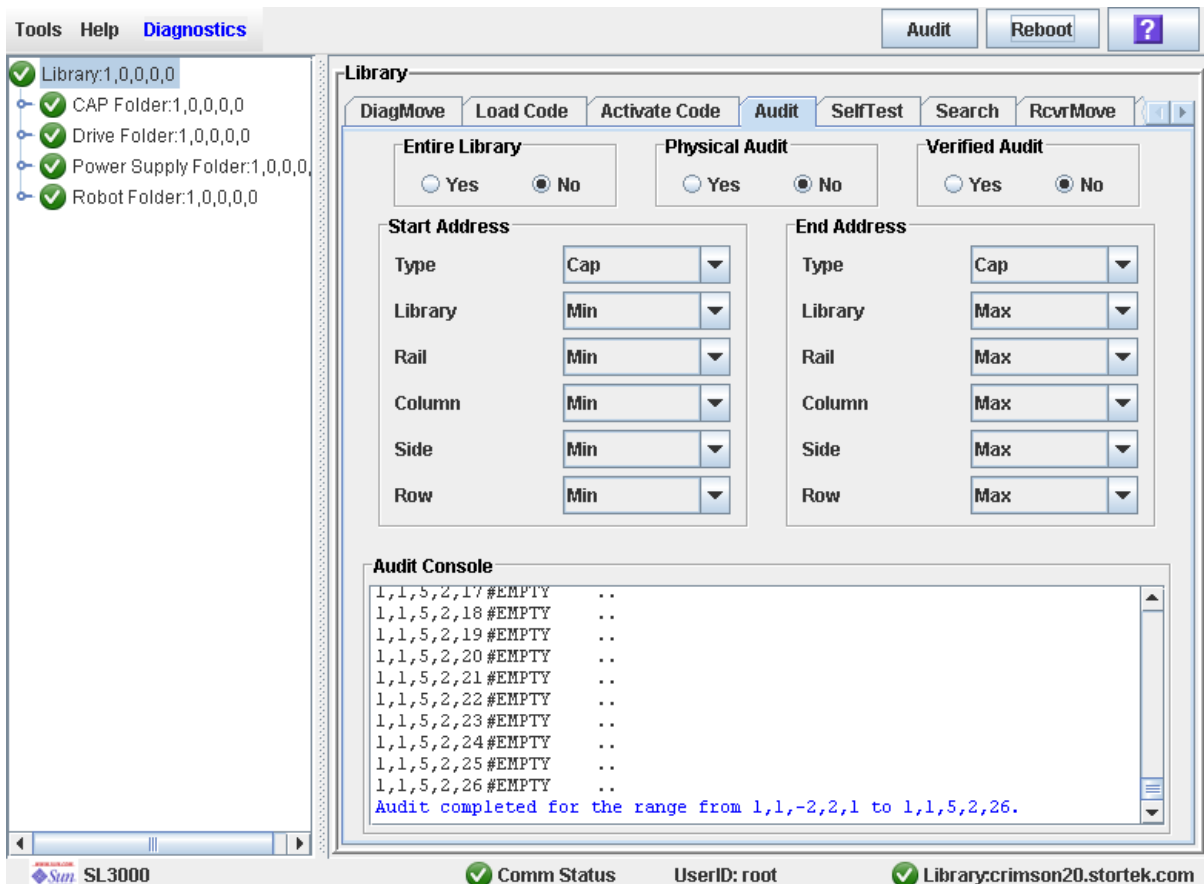 Tools Help Diagnostics Audit Reboot ?
Library:1,0,0,0,0
CAP Folder:1,0,0,0,0
Drive Folder:1,0,0,0,0
Power Supply Folder:1,0,0,0,
Robot Folder:1,0,0,0,0
Library
DiagMove Load Code Activate Code Audit SelfTest Search RcvrMove
Entire Library Physical Audit Verified Audit
Yes No Yes No Yes No
Start Address End Address
Type Cap Type Cap
Library Min Library Max
Rail Min Rail Max
Column Min Column Max
Side Min Side Max
Row Min Row Max
Audit Console
1,1,5,2,17#EMPTY ..
1,1,5,2,18#EMPTY ..
1,1,5,2,19#EMPTY ..
1,1,5,2,20#EMPTY ..
1,1,5,2,21#EMPTY ..
1,1,5,2,22#EMPTY ..
1,1,5,2,23#EMPTY ..
1,1,5,2,24#EMPTY ..
1,1,5,2,25#EMPTY ..
1,1,5,2,26#EMPTY ..
Audit completed for the range from 1,1,-2,2,1 to 1,1,5,2,26.
Sun SL3000 Comm Status UserID: root Library:crimson20.stortek.com